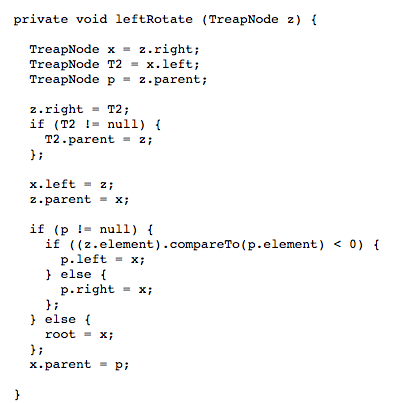 private void leftRotate (TreapNode z) {
TreapNode x = z.right;
TreapNode T2 = x.left;
TreapNode p = z.parent;
z.right = T2;
if (T2 != null) {
T2.parent = z;
};
x.left = z;
z.parent = x;
if (p != null) {
if ((z.element).compareTo(p.element) < 0) {
p.left = x;
} else {
p.right = x;
};
} else {
root = x;
};
x.parent = p;
}